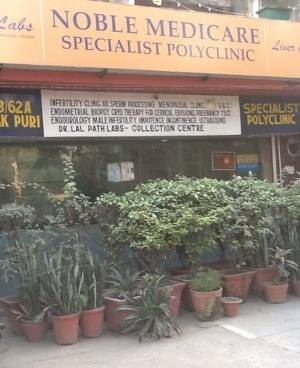 Labs
NOBLE MEDICARE
SPECIALIST POLYCLINIC
Liver
3/62A
AK PURI
INFERTILITY CLINIC IUI, SPERM PROCESSING MENOPAUSAL CLINIC D & C
ENDOMETRIAL BIOPSY CRYO THERAPY FOR CERVICAL EROSIONS, PREGNANCY TEST
ENDOUROLOGY MALE INFERTILITY, IMPOTENCE INCONTINENCE ULTRASOUND
DR. LAL PATH LABS - COLLECTION CENTRE
SPECIALIST
POLYCLINIC